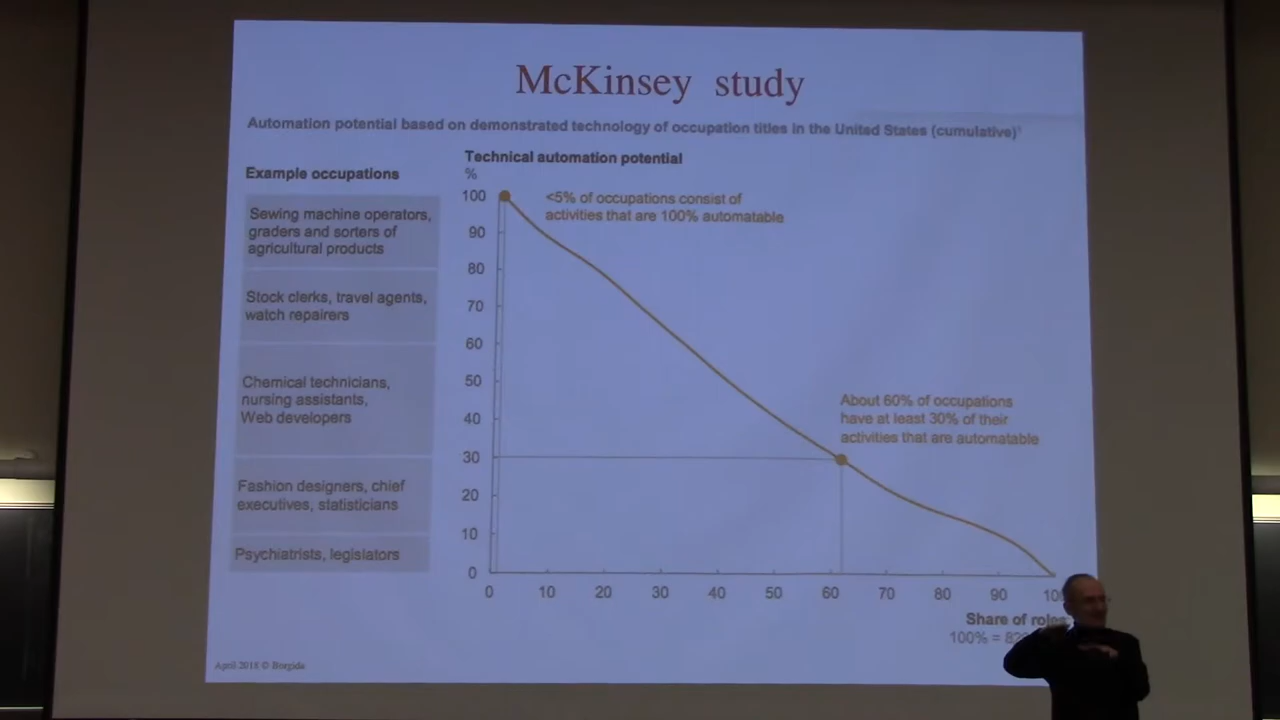 McKinsey study
Automation potential based on demonstrated technology of occupation titles in the United States (cumulative)¹
Example occupations
Sewing machine operators,
graders and sorters of
agricultural products
Stock clerks, travel agents,
watch repairers
Chemical technicians,
nursing assistants,
Web developers
Fashion designers, chief
executives, statisticians
Psychiatrists, legislators
Technical automation potential
%
100
90
80
70
60
50
40
30
20
10
0
<5% of occupations consist of
activities that are 100% automatable
About 60% of occupations
have at least 30% of their
activities that are automatable
0 10 20 30 40 50 60 70 80 90
Share of roles
100% =
April 2018 © Borgida